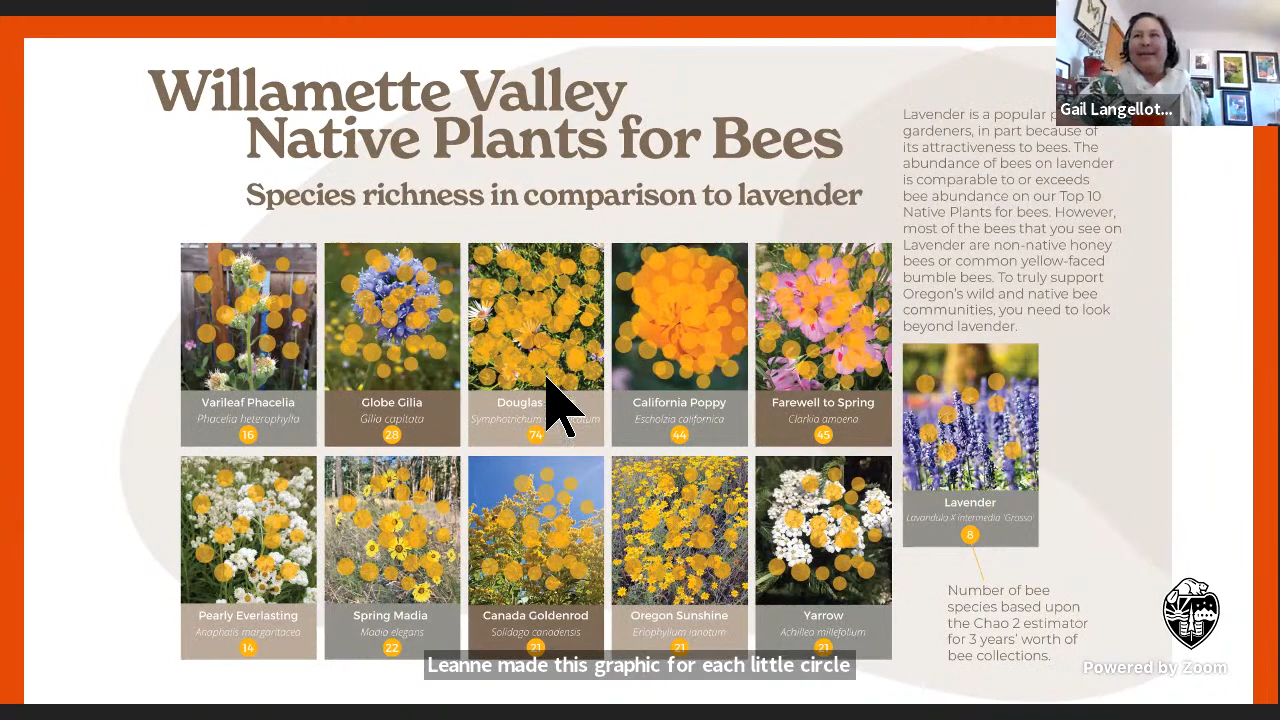 Willamette Valley
Native Plants for Bees
Species richness in comparison to lavender
Gail Langellot...
Lavender is a popular
gardeners, in part because of
its attractiveness to bees. The
abundance of bees on lavender
is comparable to or exceeds
bee abundance on our Top 10
Native Plants for bees. However,
most of the bees that you see on
Lavender are non-native honey
bees or common yellow-faced
bumble bees. To truly support
Oregon's wild and native bee
communities, you need to look
beyond lavender.
Varileaf Phacelia
Phacelia heterophylla
16
Globe Gilia
Gilia capitata
28
Douglas
74
California Poppy
Escholzia californica
44
Farewell to Spring
Clarkia amoena
45
Lavender
Lavandula X intermedia 'Grosso'
8
Pearly Everlasting
Anaphalis margaritacea
14
Spring Madia
Madia elegans
22
Canada Goldenrod
Solidago canadensis
21
Oregon Sunshine
Eriophyllum lanatum
21
Yarrow
Achillea millefolium
21
Number of bee
species based upon
the Chao 2 estimator
for 3 years' worth of
bee collections.
Leanne made this graphic for each little circle
Powered by Zoom